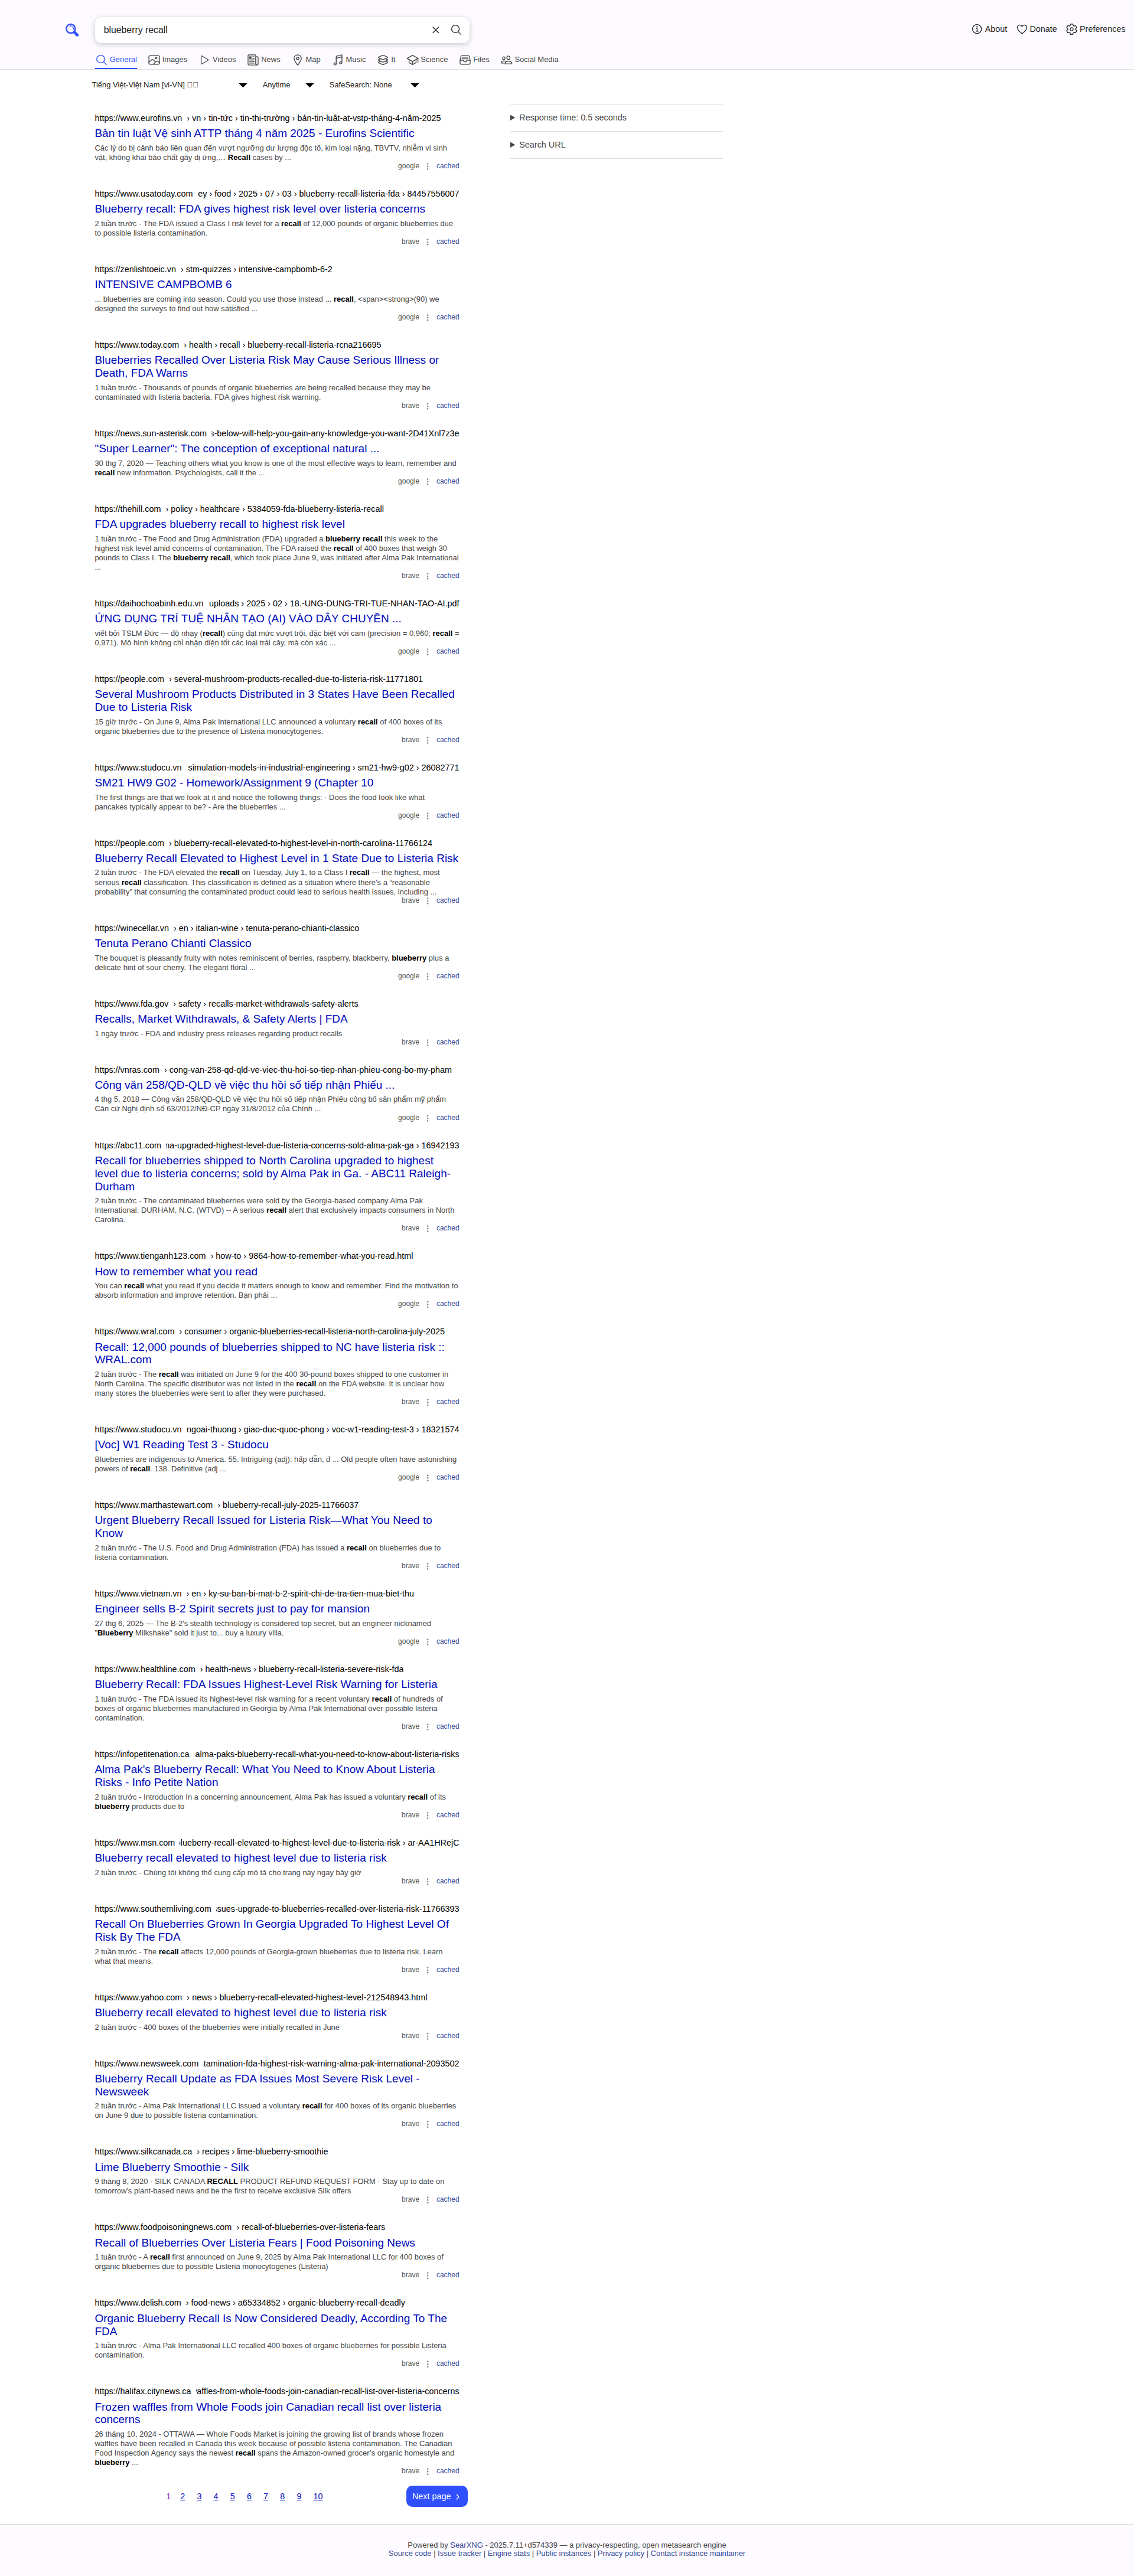 blueberry recall
About Donate Preferences
General Images Videos News Map Music It Science Files Social Media
Tiếng Việt-Việt Nam [vi-VN] Anytime SafeSearch: None
Response time: 0.5 seconds
Search URL
https://www.eurofins.vn › vn › tin-tức › tin-thị-trường › bản-tin-luật-at-vstp-tháng-4-năm-2025
Bản tin luật Vệ sinh ATTP tháng 4 năm 2025 - Eurofins Scientific
Các lý do bị cảnh báo liên quan đến vượt ngưỡng dư lượng độc tố, kim loại nặng, TBVTV, nhiễm vi sinh
vật, không khai báo chất gây dị ứng,… Recall cases by ...
google cached
https://www.usatoday.com ey › food › 2025 › 07 › 03 › blueberry-recall-listeria-fda › 84457556007
Blueberry recall: FDA gives highest risk level over listeria concerns
2 tuần trước - The FDA issued a Class I risk level for a recall of 12,000 pounds of organic blueberries due
to possible listeria contamination.
brave cached
https://zenlishtoeic.vn › stm-quizzes › intensive-campbomb-6-2
INTENSIVE CAMPBOMB 6
... blueberries are coming into season. Could you use those instead ... recall, <span><strong>(90) we
designed the surveys to find out how satisfied ...
google cached
https://www.today.com › health › recall › blueberry-recall-listeria-rcna216695
Blueberries Recalled Over Listeria Risk May Cause Serious Illness or
Death, FDA Warns
1 tuần trước - Thousands of pounds of organic blueberries are being recalled because they may be
contaminated with listeria bacteria. FDA gives highest risk warning.
brave cached
https://news.sun-asterisk.com s-below-will-help-you-gain-any-knowledge-you-want-2D41Xnl7z3e
"Super Learner": The conception of exceptional natural ...
30 thg 7, 2020 — Teaching others what you know is one of the most effective ways to learn, remember and
recall new information. Psychologists, call it the ...
google cached
https://thehill.com › policy › healthcare › 5384059-fda-blueberry-listeria-recall
FDA upgrades blueberry recall to highest risk level
1 tuần trước - The Food and Drug Administration (FDA) upgraded a blueberry recall this week to the
highest risk level amid concerns of contamination. The FDA raised the recall of 400 boxes that weigh 30
pounds to Class I. The blueberry recall, which took place June 9, was initiated after Alma Pak International
...
brave cached
https://daihochoabinh.edu.vn uploads › 2025 › 02 › 18.-UNG-DUNG-TRI-TUE-NHAN-TAO-AI.pdf
ỨNG DỤNG TRÍ TUỆ NHÂN TẠO (AI) VÀO DÂY CHUYỀN ...
viết bởi TSLM Đức — độ nhạy (recall) cũng đạt mức vượt trội, đặc biệt với cam (precision = 0,960; recall =
0,971). Mô hình không chỉ nhận diện tốt các loại trái cây, mà còn xác ...
google cached
https://people.com › several-mushroom-products-recalled-due-to-listeria-risk-11771801
Several Mushroom Products Distributed in 3 States Have Been Recalled
Due to Listeria Risk
15 giờ trước - On June 9, Alma Pak International LLC announced a voluntary recall of 400 boxes of its
organic blueberries due to the presence of Listeria monocytogenes.
brave cached
https://www.studocu.vn simulation-models-in-industrial-engineering › sm21-hw9-g02 › 26082771
SM21 HW9 G02 - Homework/Assignment 9 (Chapter 10
The first things are that we look at it and notice the following things: - Does the food look like what
pancakes typically appear to be? - Are the blueberries ...
google cached
https://people.com › blueberry-recall-elevated-to-highest-level-in-north-carolina-11766124
Blueberry Recall Elevated to Highest Level in 1 State Due to Listeria Risk
2 tuần trước - The FDA elevated the recall on Tuesday, July 1, to a Class I recall — the highest, most
serious recall classification. This classification is defined as a situation where there's a “reasonable
probability” that consuming the contaminated product could lead to serious health issues, including ...
brave cached
https://winecellar.vn › en › italian-wine › tenuta-perano-chianti-classico
Tenuta Perano Chianti Classico
The bouquet is pleasantly fruity with notes reminiscent of berries, raspberry, blackberry, blueberry plus a
delicate hint of sour cherry. The elegant floral ...
google cached
https://www.fda.gov › safety › recalls-market-withdrawals-safety-alerts
Recalls, Market Withdrawals, & Safety Alerts | FDA
1 ngày trước - FDA and industry press releases regarding product recalls
brave cached
https://vnras.com › cong-van-258-qd-qld-ve-viec-thu-hoi-so-tiep-nhan-phieu-cong-bo-my-pham
Công văn 258/QĐ-QLD về việc thu hồi số tiếp nhận Phiếu ...
4 thg 5, 2018 — Công văn 258/QĐ-QLD về việc thu hồi số tiếp nhận Phiếu công bố sản phẩm mỹ phẩm
Căn cứ Nghị định số 63/2012/NĐ-CP ngày 31/8/2012 của Chính ...
google cached
https://abc11.com na-upgraded-highest-level-due-listeria-concerns-sold-alma-pak-ga › 16942193
Recall for blueberries shipped to North Carolina upgraded to highest
level due to listeria concerns; sold by Alma Pak in Ga. - ABC11 Raleigh-
Durham
2 tuần trước - The contaminated blueberries were sold by the Georgia-based company Alma Pak
International. DURHAM, N.C. (WTVD) -- A serious recall alert that exclusively impacts consumers in North
Carolina.
brave cached
https://www.tienganh123.com › how-to › 9864-how-to-remember-what-you-read.html
How to remember what you read
You can recall what you read if you decide it matters enough to know and remember. Find the motivation to
absorb information and improve retention. Bạn phải ...
google cached
https://www.wral.com › consumer › organic-blueberries-recall-listeria-north-carolina-july-2025
Recall: 12,000 pounds of blueberries shipped to NC have listeria risk ::
WRAL.com
2 tuần trước - The recall was initiated on June 9 for the 400 30-pound boxes shipped to one customer in
North Carolina. The specific distributor was not listed in the recall on the FDA website. It is unclear how
many stores the blueberries were sent to after they were purchased.
brave cached
https://www.studocu.vn ngoai-thuong › giao-duc-quoc-phong › voc-w1-reading-test-3 › 18321574
[Voc] W1 Reading Test 3 - Studocu
Blueberries are indigenous to America. 55. Intriguing (adj): hấp dẫn, đ ... Old people often have astonishing
powers of recall. 138. Definitive (adj ...
google cached
https://www.marthastewart.com › blueberry-recall-july-2025-11766037
Urgent Blueberry Recall Issued for Listeria Risk—What You Need to
Know
2 tuần trước - The U.S. Food and Drug Administration (FDA) has issued a recall on blueberries due to
listeria contamination.
brave cached
https://www.vietnam.vn › en › ky-su-ban-bi-mat-b-2-spirit-chi-de-tra-tien-mua-biet-thu
Engineer sells B-2 Spirit secrets just to pay for mansion
27 thg 6, 2025 — The B-2's stealth technology is considered top secret, but an engineer nicknamed
"Blueberry Milkshake" sold it just to... buy a luxury villa.
google cached
https://www.healthline.com › health-news › blueberry-recall-listeria-severe-risk-fda
Blueberry Recall: FDA Issues Highest-Level Risk Warning for Listeria
1 tuần trước - The FDA issued its highest-level risk warning for a recent voluntary recall of hundreds of
boxes of organic blueberries manufactured in Georgia by Alma Pak International over possible listeria
contamination.
brave cached
https://infopetitenation.ca alma-paks-blueberry-recall-what-you-need-to-know-about-listeria-risks
Alma Pak's Blueberry Recall: What You Need to Know About Listeria
Risks - Info Petite Nation
2 tuần trước - Introduction In a concerning announcement, Alma Pak has issued a voluntary recall of its
blueberry products due to
brave cached
https://www.msn.com lueberry-recall-elevated-to-highest-level-due-to-listeria-risk › ar-AA1HRejC
Blueberry recall elevated to highest level due to listeria risk
2 tuần trước - Chúng tôi không thể cung cấp mô tả cho trang này ngay bây giờ
brave cached
https://www.southernliving.com sues-upgrade-to-blueberries-recalled-over-listeria-risk-11766393
Recall On Blueberries Grown In Georgia Upgraded To Highest Level Of
Risk By The FDA
2 tuần trước - The recall affects 12,000 pounds of Georgia-grown blueberries due to listeria risk. Learn
what that means.
brave cached
https://www.yahoo.com › news › blueberry-recall-elevated-highest-level-212548943.html
Blueberry recall elevated to highest level due to listeria risk
2 tuần trước - 400 boxes of the blueberries were initially recalled in June
brave cached
https://www.newsweek.com tamination-fda-highest-risk-warning-alma-pak-international-2093502
Blueberry Recall Update as FDA Issues Most Severe Risk Level -
Newsweek
2 tuần trước - Alma Pak International LLC issued a voluntary recall for 400 boxes of its organic blueberries
on June 9 due to possible listeria contamination.
brave cached
https://www.silkcanada.ca › recipes › lime-blueberry-smoothie
Lime Blueberry Smoothie - Silk
9 tháng 8, 2020 - SILK CANADA RECALL PRODUCT REFUND REQUEST FORM · Stay up to date on
tomorrow's plant-based news and be the first to receive exclusive Silk offers
brave cached
https://www.foodpoisoningnews.com › recall-of-blueberries-over-listeria-fears
Recall of Blueberries Over Listeria Fears | Food Poisoning News
1 tuần trước - A recall first announced on June 9, 2025 by Alma Pak International LLC for 400 boxes of
organic blueberries due to possible Listeria monocytogenes (Listeria)
brave cached
https://www.delish.com › food-news › a65334852 › organic-blueberry-recall-deadly
Organic Blueberry Recall Is Now Considered Deadly, According To The
FDA
1 tuần trước - Alma Pak International LLC recalled 400 boxes of organic blueberries for possible Listeria
contamination.
brave cached
https://halifax.citynews.ca affles-from-whole-foods-join-canadian-recall-list-over-listeria-concerns
Frozen waffles from Whole Foods join Canadian recall list over listeria
concerns
26 tháng 10, 2024 - OTTAWA — Whole Foods Market is joining the growing list of brands whose frozen
waffles have been recalled in Canada this week because of possible listeria contamination. The Canadian
Food Inspection Agency says the newest recall spans the Amazon-owned grocer's organic homestyle and
blueberry ...
brave cached
1 2 3 4 5 6 7 8 9 10 Next page
Powered by SearXNG - 2025.7.11+d574339 — a privacy-respecting, open metasearch engine
Source code | Issue tracker | Engine stats | Public instances | Privacy policy | Contact instance maintainer